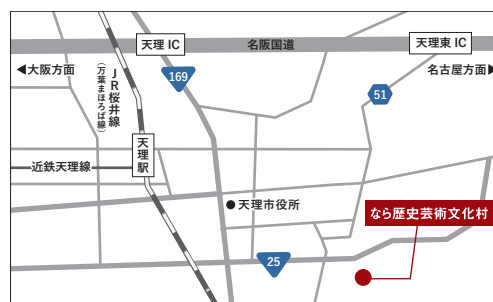 天理 IC
名阪国道
天理東 IC
◀大阪方面
名古屋方面▶
169
51
JR桜井線
(万葉まほろば線)
天理駅
近鉄天理線
●天理市役所
なら歴史芸術文化村
25